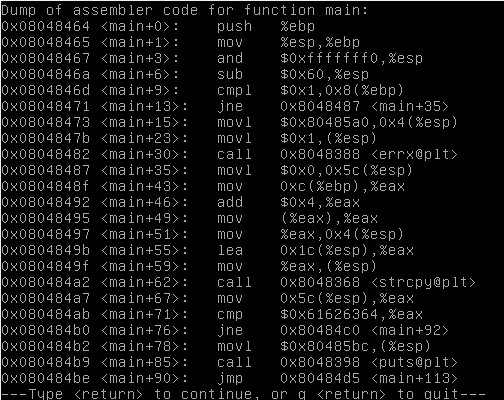 Dump of assembler code for function main:
0x08048464 <main+0>: push %ebp
0x08048465 <main+1>: mov %esp,%ebp
0x08048467 <main+3>: and $0xfffffff0,%esp
0x0804846a <main+6>: sub $0x60,%esp
0x0804846d <main+9>: cmpl $0x1,0x8(%ebp)
0x08048471 <main+13>: jne 0x8048487 <main+35>
0x08048473 <main+15>: movl $0x80485a0,0x4(%esp)
0x0804847b <main+23>: movl $0x1,(%esp)
0x08048482 <main+30>: call 0x8048388 <errx@plt>
0x08048487 <main+35>: movl $0x0,0x5c(%esp)
0x0804848f <main+43>: mov 0xc(%ebp),%eax
0x08048492 <main+46>: add $0x4,%eax
0x08048495 <main+49>: mov (%eax),%eax
0x08048497 <main+51>: mov %eax,0x4(%esp)
0x0804849b <main+55>: lea 0x1c(%esp),%eax
0x0804849f <main+59>: mov %eax,(%esp)
0x080484a2 <main+62>: call 0x8048368 <strcpy@plt>
0x080484a7 <main+67>: mov 0x5c(%esp),%eax
0x080484ab <main+71>: cmp $0x61626364,%eax
0x080484b0 <main+76>: jne 0x80484c0 <main+92>
0x080484b2 <main+78>: movl $0x80485bc,(%esp)
0x080484b9 <main+85>: call 0x8048398 <puts@plt>
0x080484be <main+90>: jmp 0x80484d5 <main+113>
---Type <return> to continue, or q <return> to quit---